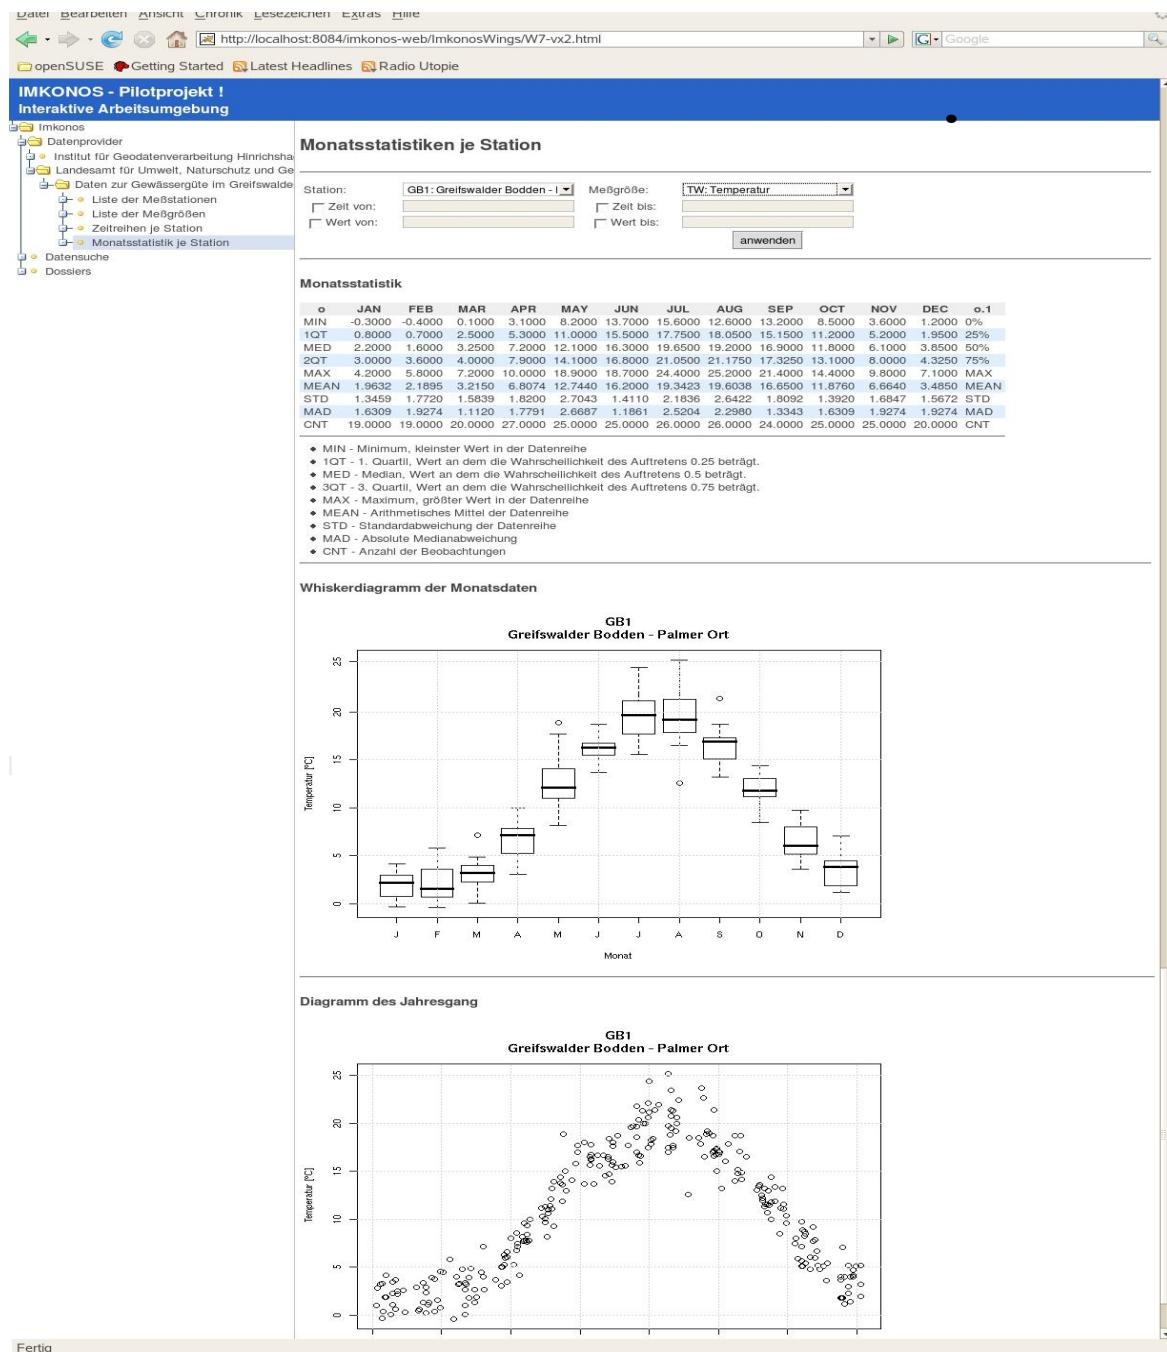 Datei Bearbeiten Ansicht Chronik Lesezeichen Extras Hilfe
http://localhost:8084/imkonos-web/ImkonosWings/W7-vx2.html
G Google
openSUSE Getting Started Latest Headlines Radio Utopie
IMKONOS - Pilotprojekt !
Interaktive Arbeitsumgebung
Imkonos
Datenprovider
Institut für Geodatenverarbeitung Hinrichsha
Landesamt für Umwelt, Naturschutz und Ge
Daten zur Gewässergüte im Greifswalde
Liste der Meßstationen
Liste der Meßgrößen
Zeitreihen je Station
Monatsstatistik je Station
Datensuche
Dossiers
Monatsstatistiken je Station
Station: GB1: Greifswalder Bodden - Meßgröße: TW: Temperatur
Zeit von: Zeit bis:
Wert von: Wert bis:
anwenden
Monatsstatistik
o JAN FEB MAR APR MAY JUN JUL AUG SEP OCT NOV DEC o.1
MIN -0.3000 -0.4000 0.1000 3.1000 8.2000 13.7000 15.6000 12.6000 13.2000 8.5000 3.6000 1.2000 0%
1QT 0.8000 0.7000 2.5000 5.3000 11.0000 15.5000 17.7500 18.0500 15.1500 11.2000 5.2000 1.9500 25%
MED 2.2000 1.6000 3.2500 7.2000 12.1000 16.3000 19.6500 19.2000 16.9000 11.8000 6.1000 3.8500 50%
2QT 3.0000 3.6000 4.0000 7.9000 14.1000 16.8000 21.0500 21.1750 17.3250 13.1000 8.0000 4.3250 75%
MAX 4.2000 5.8000 7.2000 10.0000 18.9000 18.7000 24.4000 25.2000 21.4000 14.4000 9.8000 7.1000 MAX
MEAN 1.9632 2.1895 3.2150 6.8074 12.7440 16.2000 19.3423 19.6038 16.6500 11.8760 6.6640 3.4850 MEAN
STD 1.3459 1.7720 1.5839 1.8200 2.7043 1.4110 2.1836 2.6422 1.8092 1.3920 1.6847 1.5672 STD
MAD 1.6309 1.9274 1.1120 1.7791 2.6687 1.1861 2.5204 2.2980 1.3343 1.6309 1.9274 1.9274 MAD
CNT 19.0000 19.0000 20.0000 27.0000 25.0000 25.0000 26.0000 26.0000 24.0000 25.0000 25.0000 20.0000 CNT
MIN - Minimum, kleinster Wert in der Datenreihe
1QT - 1. Quartil, Wert an dem die Wahrscheilichkeit des Auftretens 0.25 beträgt.
MED - Median, Wert an dem die Wahrscheilichkeit des Auftretens 0.5 beträgt.
3QT - 3. Quartil, Wert an dem die Wahrscheilichkeit des Auftretens 0.75 beträgt.
MAX - Maximum, größter Wert in der Datenreihe
MEAN - Arithmetisches Mittel der Datenreihe
STD - Standardabweichung der Datenreihe
MAD - Absolute Medianabweichung
CNT - Anzahl der Beobachtungen
Whiskerdiagramm der Monatsdaten
GB1
Greifswalder Bodden - Palmer Ort
25
20
15
10
5
0
Temperatur [°C]
J F M A M J J A S O N D
Monat
Diagramm des Jahresgang
GB1
Greifswalder Bodden - Palmer Ort
25
20
15
10
5
0
Temperatur [°C]
Fertig